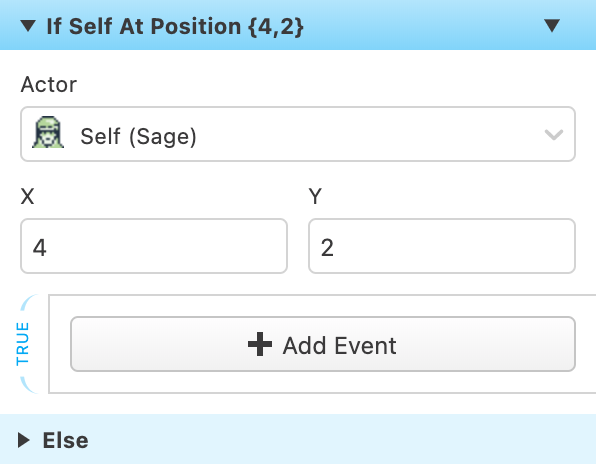 If Self At Position {4,2}
Actor
Self (Sage)
X Y
4 2
TRUE
Add Event
Else